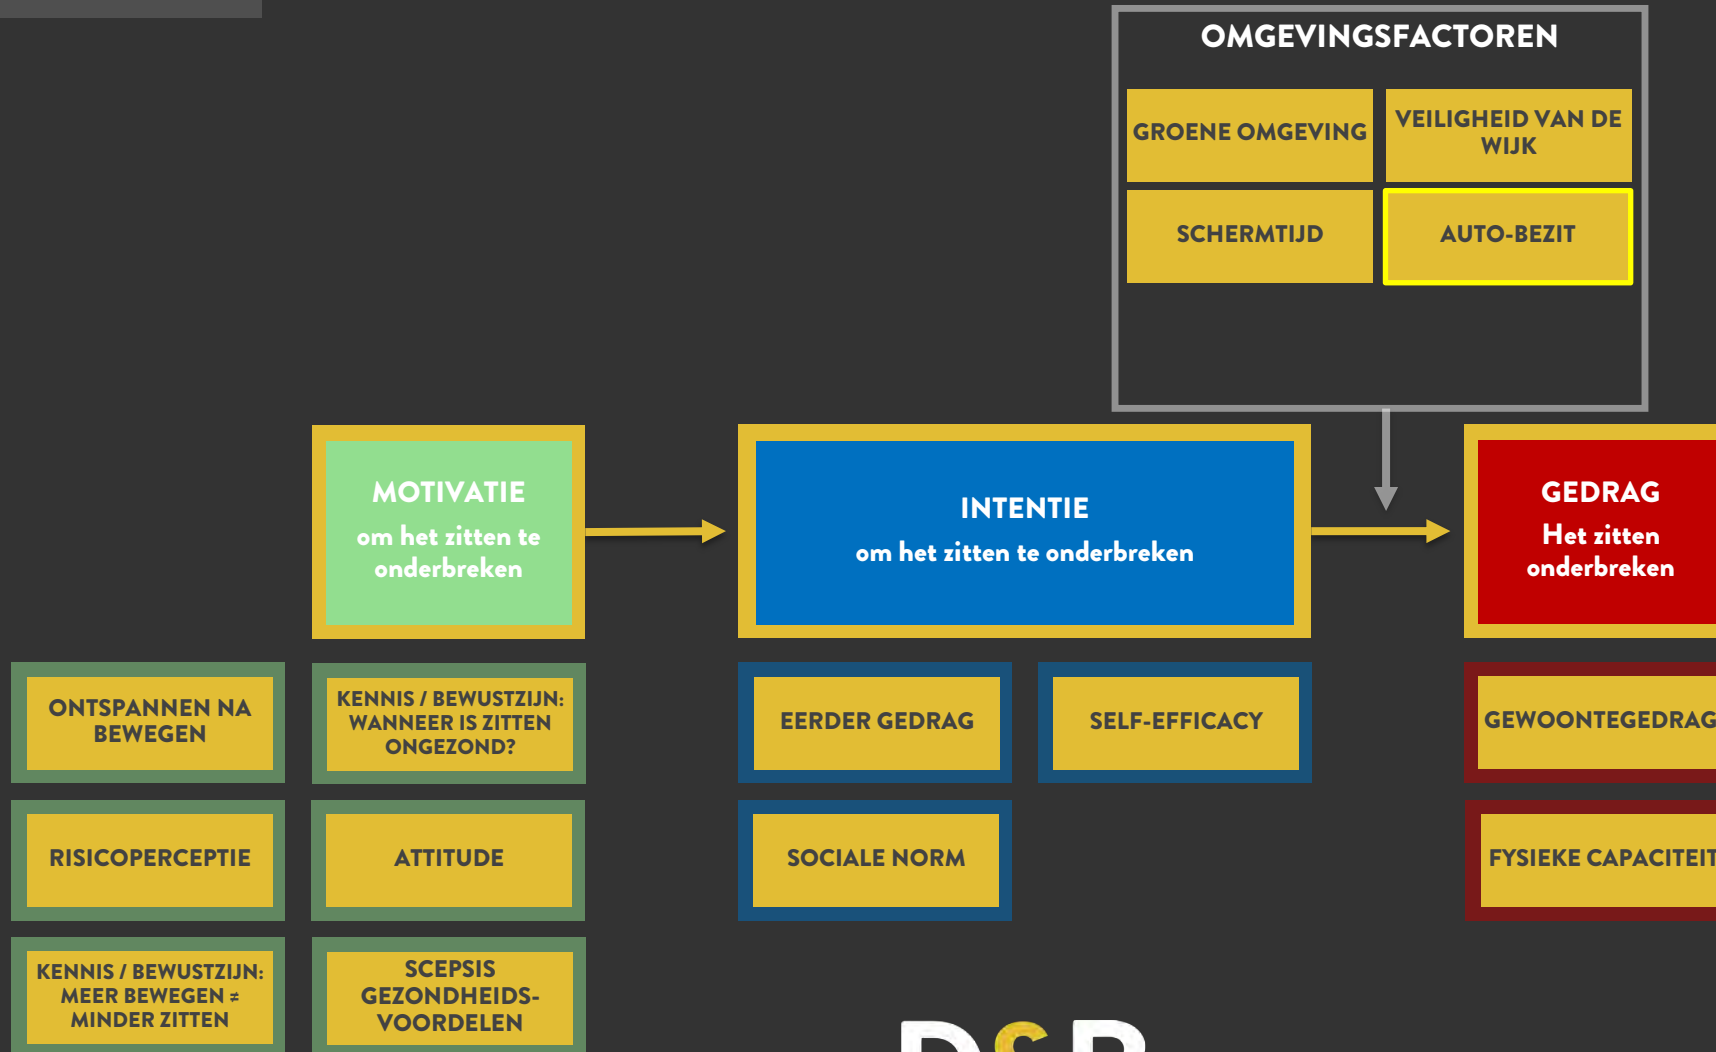 OMGEVINGSFACTOREN
GROENE OMGEVING
VEILIGHEID VAN DE
WIJK
SCHERMTIJD
AUTO-BEZIT
MOTIVATIE
om het zitten te
onderbreken
INTENTIE
om het zitten te onderbreken
GEDRAG
Het zitten
onderbreken
ONTSPANNEN NA
BEWEGEN
KENNIS / BEWUSTZIJN:
WANNEER IS ZITTEN
ONGEZOND?
EERDER GEDRAG
SELF-EFFICACY
GEWOONTEGEDRAG
RISICOPERCEPTIE
ATTITUDE
SOCIALE NORM
FYSIEKE CAPACITEIT
KENNIS / BEWUSTZIJN:
MEER BEWEGEN ≠
MINDER ZITTEN
SCEPSIS
GEZONDHEIDS-
VOORDELEN